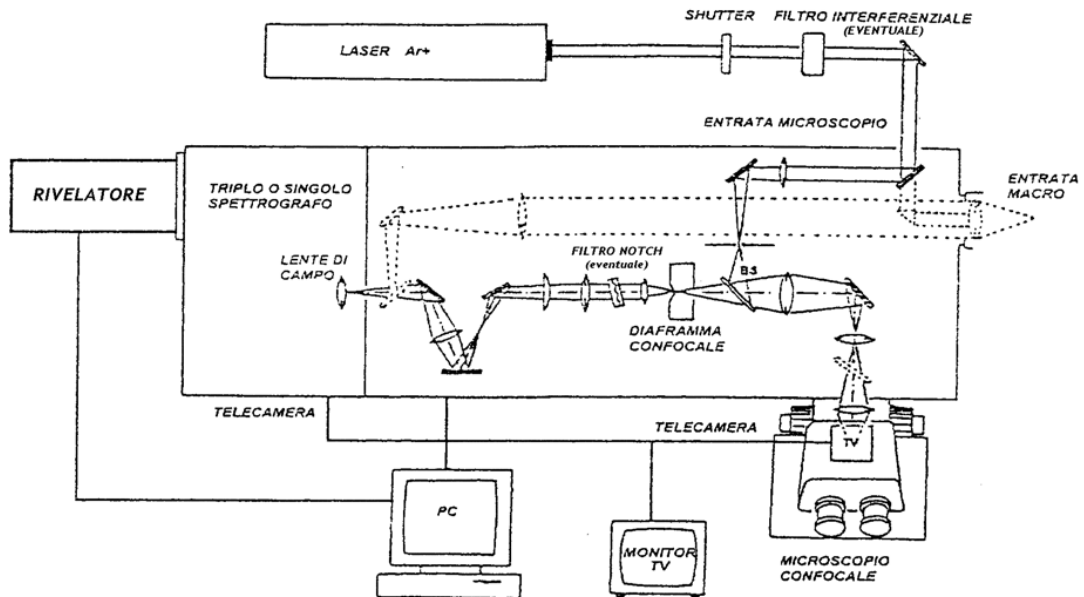 SHUTTER
FILTRO INTERFERENZIALE
(EVENTUALE)
LASER Ar+
ENTRATA MICROSCOPIO
RIVELATORE
TRIPLO O SINGOLO
SPETTROGRAFO
ENTRATA
MACRO
LENTE DI
CAMPO
FILTRO NOTCH
(eventuale)
BS
DIAFRAMMA
CONFOCALE
TELECAMERA
TELECAMERA
TV
PC
MONITOR
TV
MICROSCOPIO
CONFOCALE